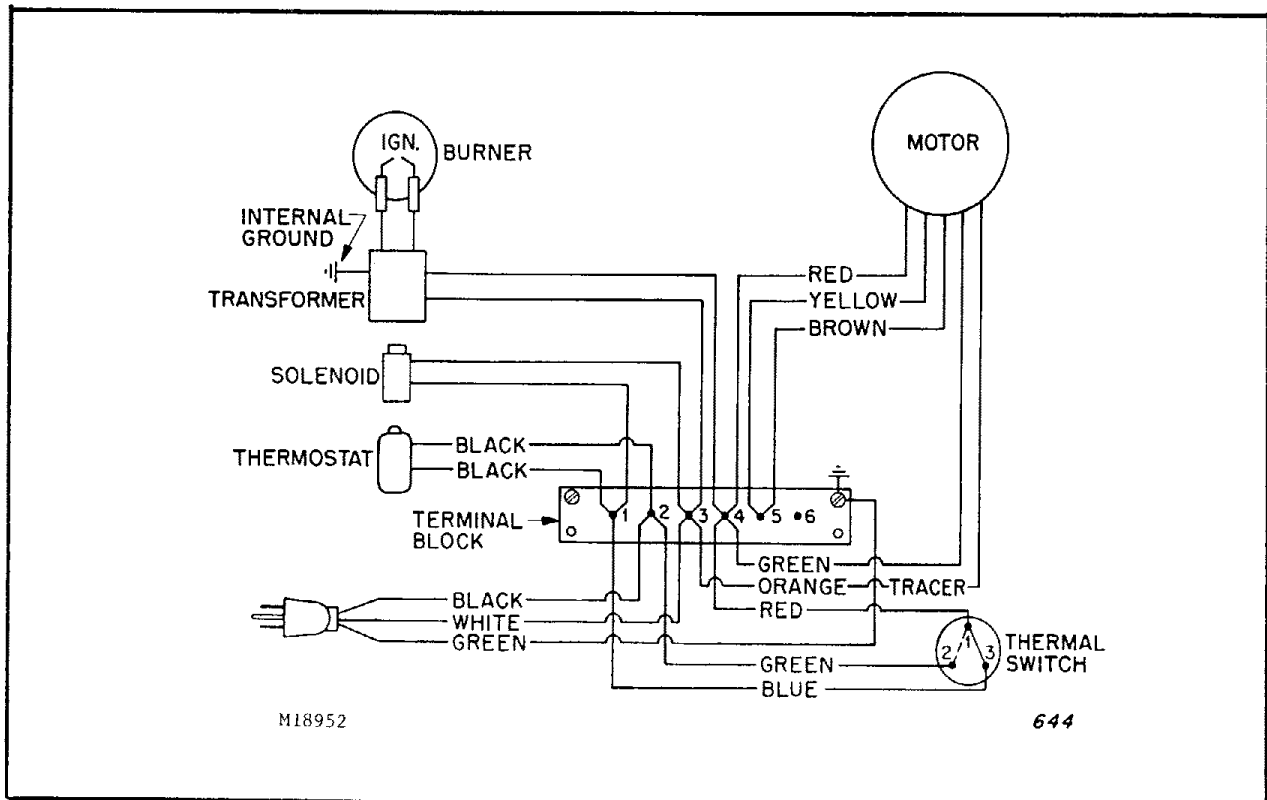 IGN.
BURNER
MOTOR
INTERNAL
GROUND
TRANSFORMER
RED
YELLOW
BROWN
SOLENOID
THERMOSTAT
BLACK
BLACK
TERMINAL
BLOCK
1 2 3 4 5 6
GREEN
ORANGE TRACER
RED
BLACK
WHITE
GREEN
1
2 3
THERMAL
SWITCH
GREEN
BLUE
M18952
644